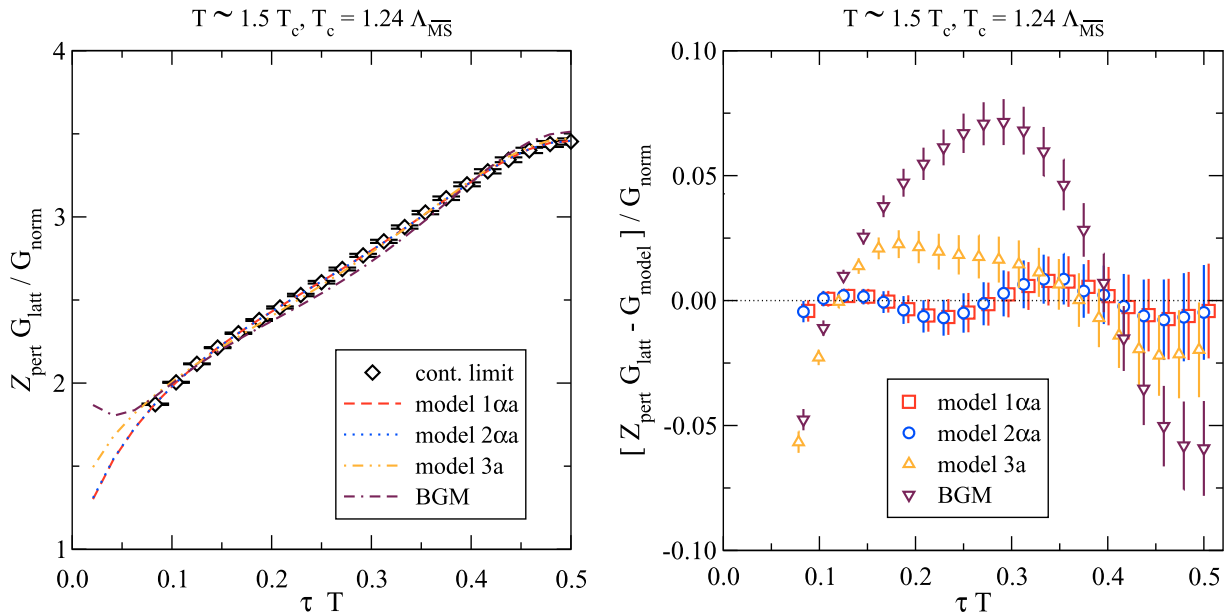 T ~ 1.5 T_c, T_c = 1.24 Λ_MS̅
4
3
2
1
Z_pert G_latt / G_norm
cont. limit
model 1αa
model 2αa
model 3a
BGM
0.0 0.1 0.2 0.3 0.4 0.5
τ T
T ~ 1.5 T_c, T_c = 1.24 Λ_MS̅
0.10
0.05
0.00
-0.05
-0.10
[ Z_pert G_latt - G_model ] / G_norm
model 1αa
model 2αa
model 3a
BGM
0.1 0.2 0.3 0.4 0.5
τ T